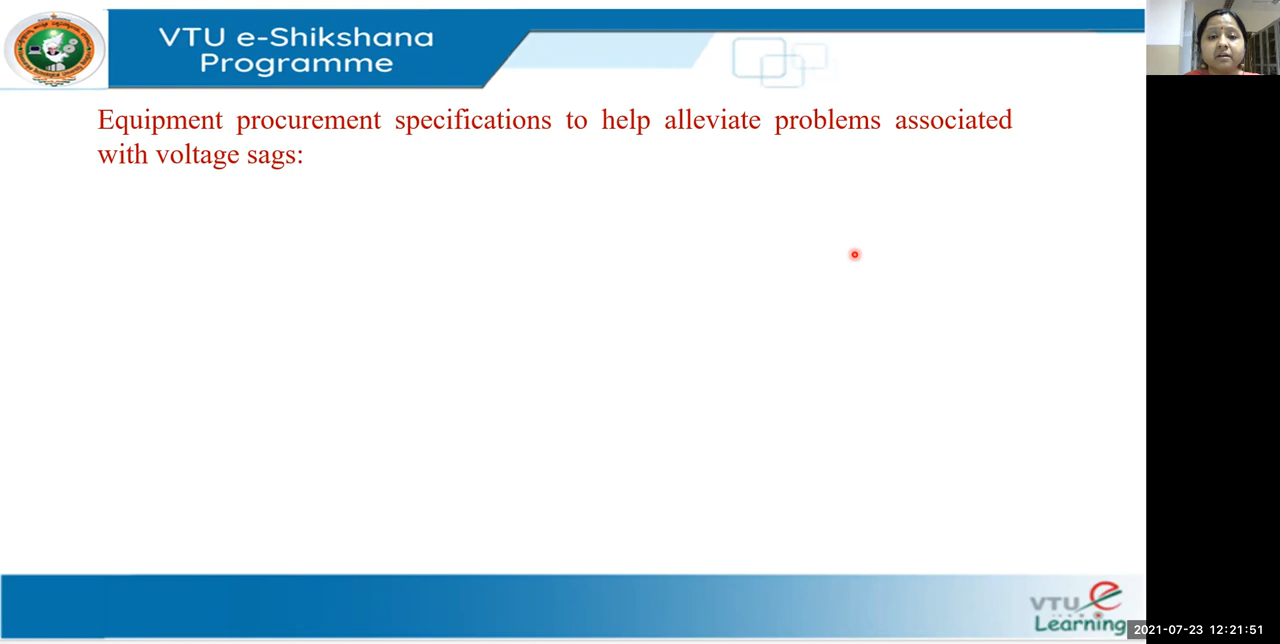 VTU e-Shikshana
Programme
Equipment procurement specifications to help alleviate problems associated
with voltage sags:
VTU e
Learning
2021-07-23 12:21:51